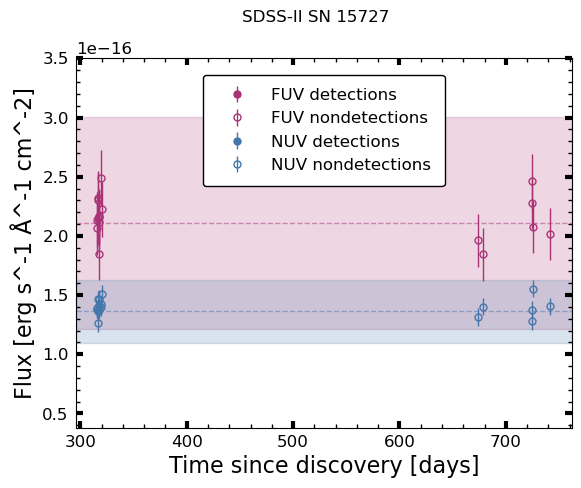 SDSS-II SN 15727
1e−16
FUV detections
FUV nondetections
NUV detections
NUV nondetections
3.5
3.0
2.5
2.0
1.5
1.0
0.5
Flux [erg s^-1 Å^-1 cm^-2]
300 400 500 600 700
Time since discovery [days]